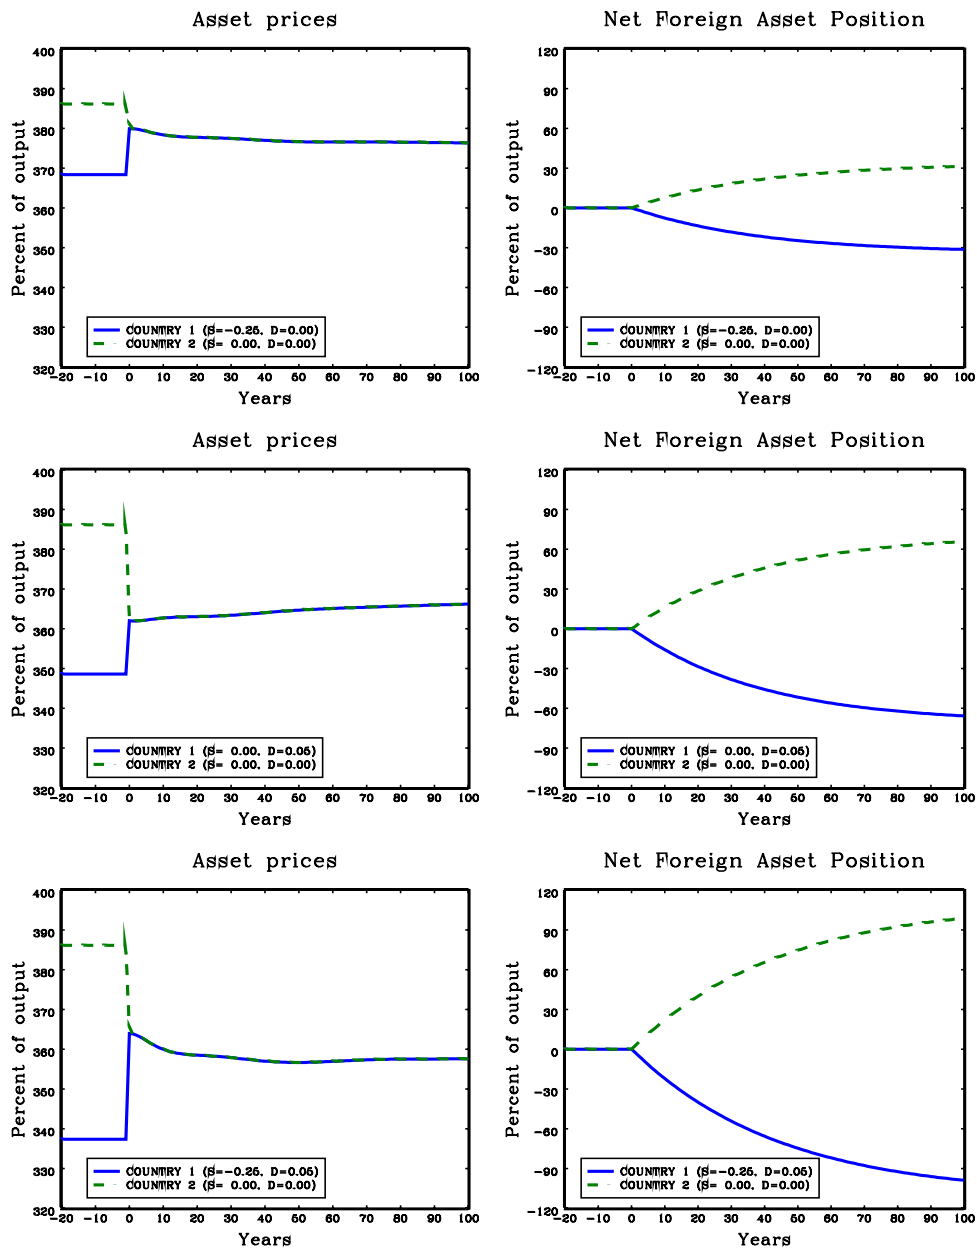 Asset prices
Percent of output
400
390
380
370
360
350
340
330
320
COUNTRY 1 (S=-0.25, D=0.00)
COUNTRY 2 (S= 0.00, D=0.00)
-20 -10 0 10 20 30 40 50 60 70 80 90 100
Years
Net Foreign Asset Position
Percent of output
120
90
60
30
0
-30
-60
-90
-120
COUNTRY 1 (S=-0.25, D=0.00)
COUNTRY 2 (S= 0.00, D=0.00)
-20 -10 0 10 20 30 40 50 60 70 80 90 100
Years
Asset prices
Percent of output
400
390
380
370
360
350
340
330
320
COUNTRY 1 (S= 0.00, D=0.05)
COUNTRY 2 (S= 0.00, D=0.00)
-20 -10 0 10 20 30 40 50 60 70 80 90 100
Years
Net Foreign Asset Position
Percent of output
120
90
60
30
0
-30
-60
-90
-120
COUNTRY 1 (S= 0.00, D=0.05)
COUNTRY 2 (S= 0.00, D=0.00)
-20 -10 0 10 20 30 40 50 60 70 80 90 100
Years
Asset prices
Percent of output
400
390
380
370
360
350
340
330
320
COUNTRY 1 (S=-0.25, D=0.05)
COUNTRY 2 (S= 0.00, D=0.00)
-20 -10 0 10 20 30 40 50 60 70 80 90 100
Years
Net Foreign Asset Position
Percent of output
120
90
60
30
0
-30
-60
-90
-120
COUNTRY 1 (S=-0.25, D=0.05)
COUNTRY 2 (S= 0.00, D=0.00)
-20 -10 0 10 20 30 40 50 60 70 80 90 100
Years